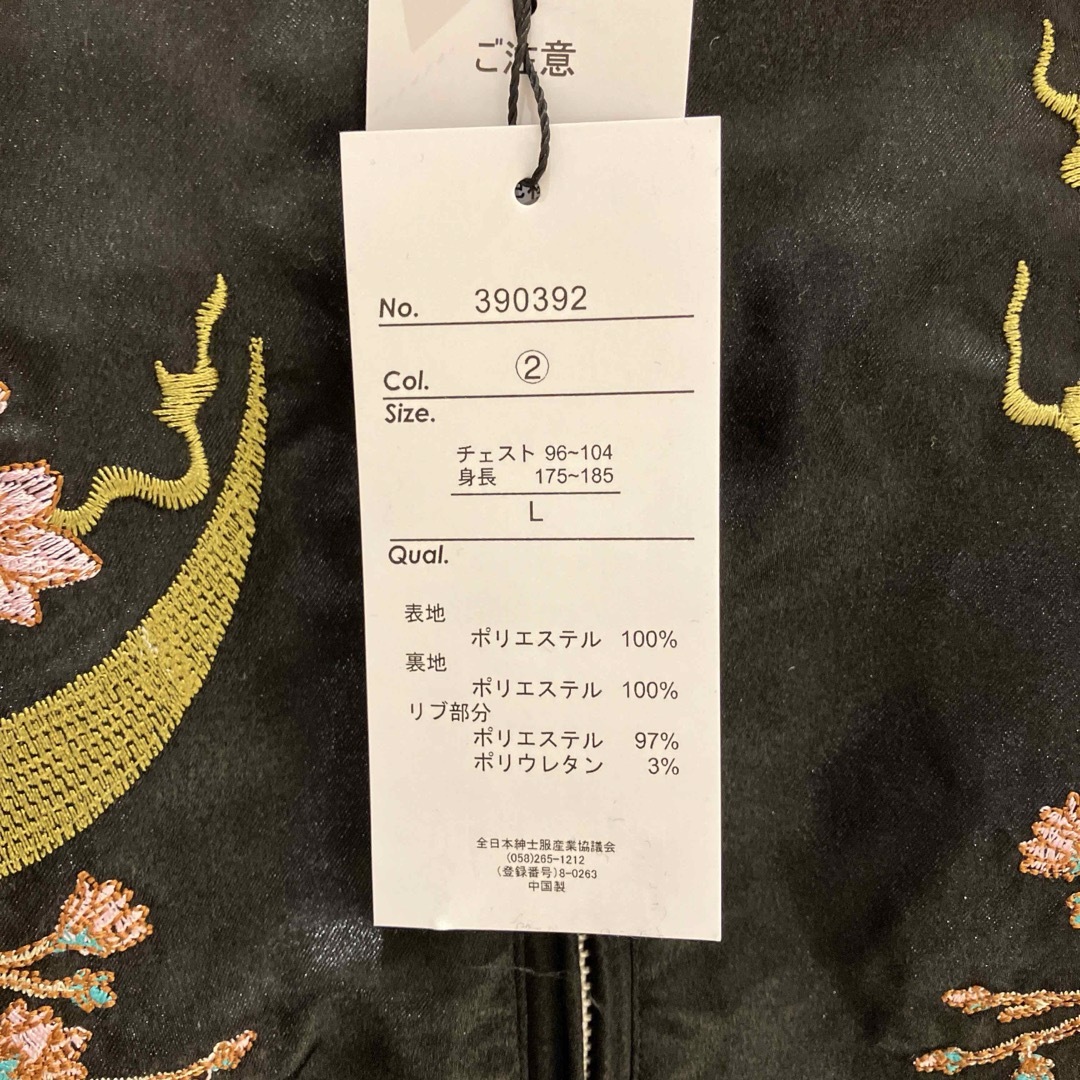 ご注意
No. 390392
Col. ②
Size.
チェスト 96~104
身長 175~185
L
Qual.
表地
ポリエステル 100%
裏地
ポリエステル 100%
リブ部分
ポリエステル 97%
ポリウレタン 3%
全日本紳士服産業協議会
(058)265-1212
(登録番号)8-0263
中国製